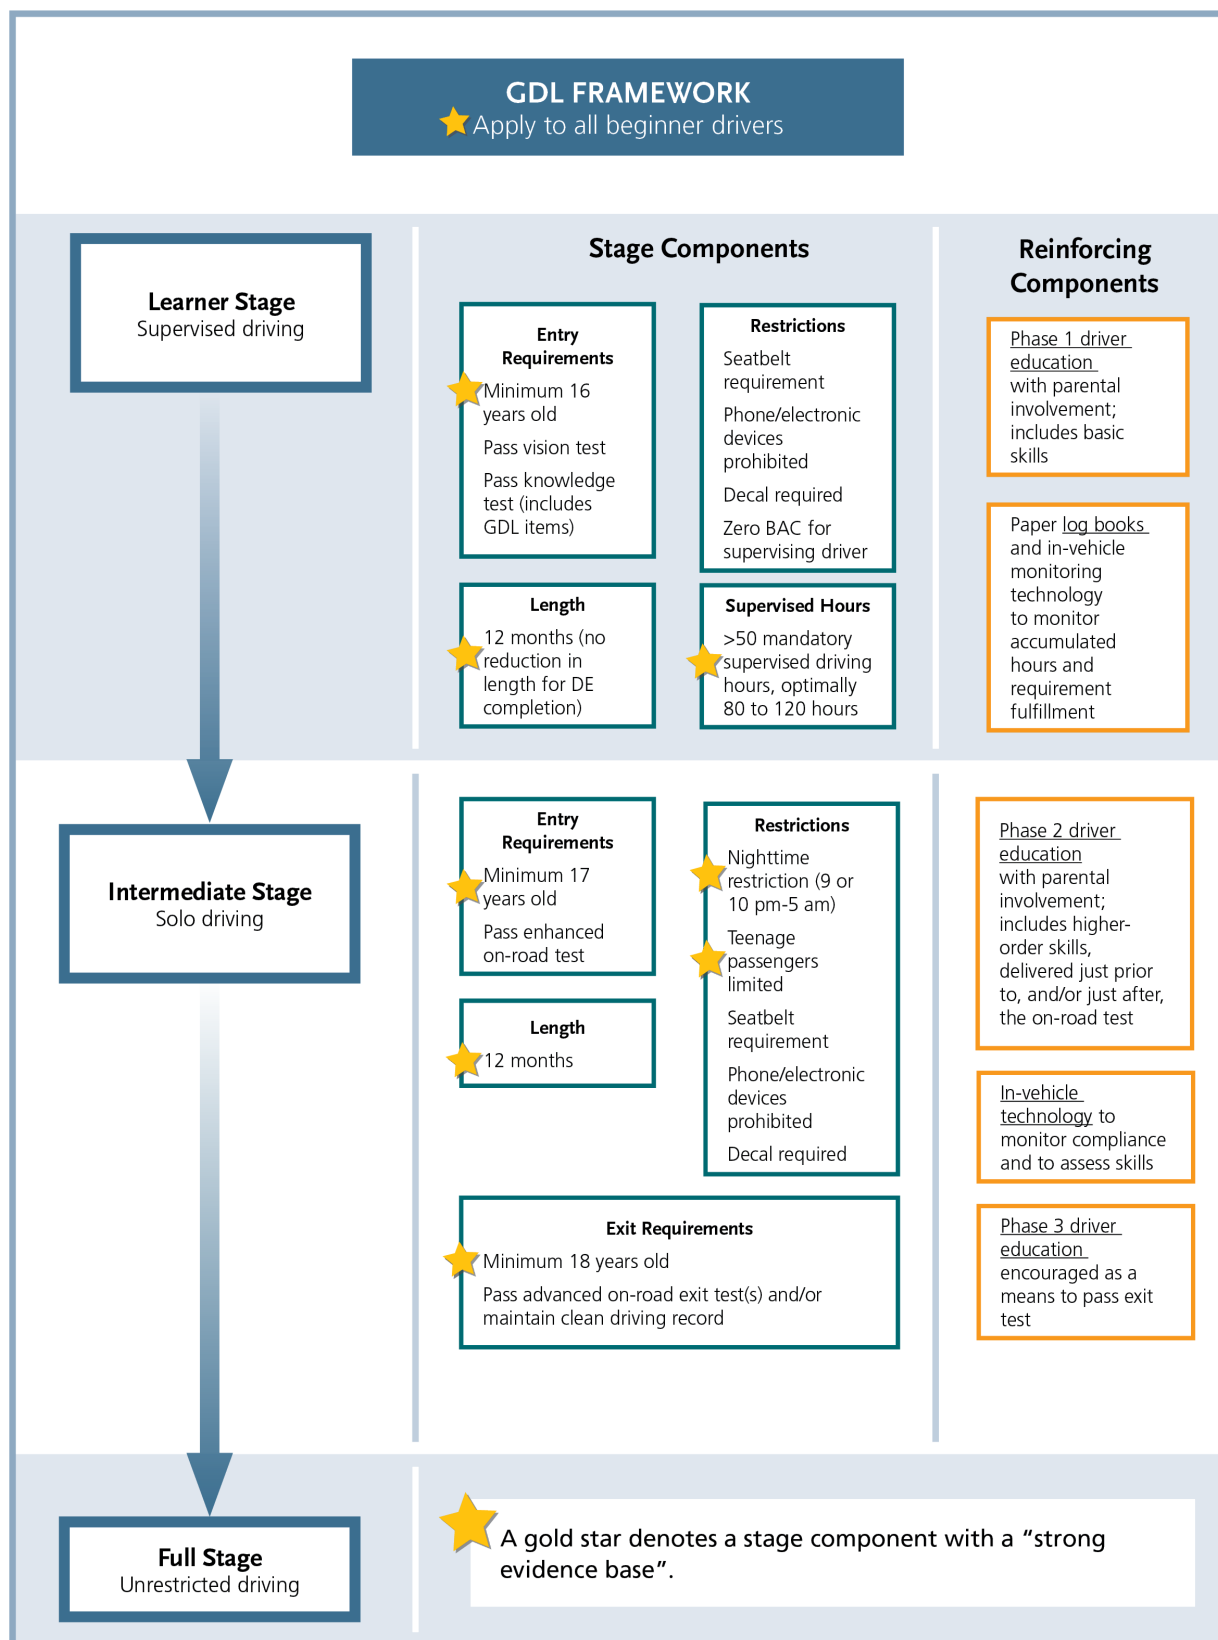 GDL FRAMEWORK
Apply to all beginner drivers
Learner Stage
Supervised driving
Stage Components
Entry
Requirements
Minimum 16
years old
Pass vision test
Pass knowledge
test (includes
GDL items)
Restrictions
Seatbelt
requirement
Phone/electronic
devices
prohibited
Decal required
Zero BAC for
supervising driver
Length
12 months (no
reduction in
length for DE
completion)
Supervised Hours
>50 mandatory
supervised driving
hours, optimally
80 to 120 hours
Reinforcing
Components
Phase 1 driver
education
with parental
involvement;
includes basic
skills
Paper log books
and in-vehicle
monitoring
technology
to monitor
accumulated
hours and
requirement
fulfillment
Intermediate Stage
Solo driving
Entry
Requirements
Minimum 17
years old
Pass enhanced
on-road test
Length
12 months
Restrictions
Nighttime
restriction (9 or
10 pm-5 am)
Teenage
passengers
limited
Seatbelt
requirement
Phone/electronic
devices
prohibited
Decal required
Exit Requirements
Minimum 18 years old
Pass advanced on-road exit test(s) and/or
maintain clean driving record
Phase 2 driver
education
with parental
involvement;
includes higher-
order skills,
delivered just prior
to, and/or just after,
the on-road test
In-vehicle
technology to
monitor compliance
and to assess skills
Phase 3 driver
education
encouraged as a
means to pass exit
test
Full Stage
Unrestricted driving
A gold star denotes a stage component with a “strong
evidence base”.